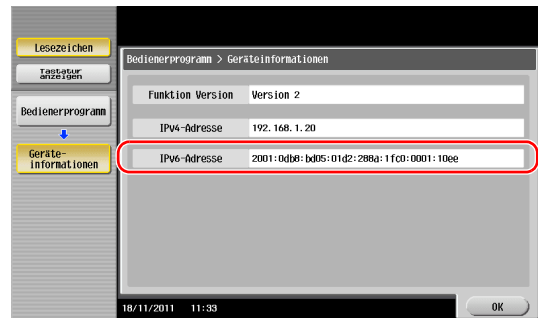 Lesezeichen
Tastatur
anzeigen
Bedienerprogramm
Geräte-
informationen
Bedienerprogramm > Geräteinformationen
Funktion Version Version 2
IPv4-Adresse 192.168.1.20
IPv6-Adresse 2001:0db8:bd05:01d2:288a:1fc0:0001:10ee
18/11/2011 11:33
OK